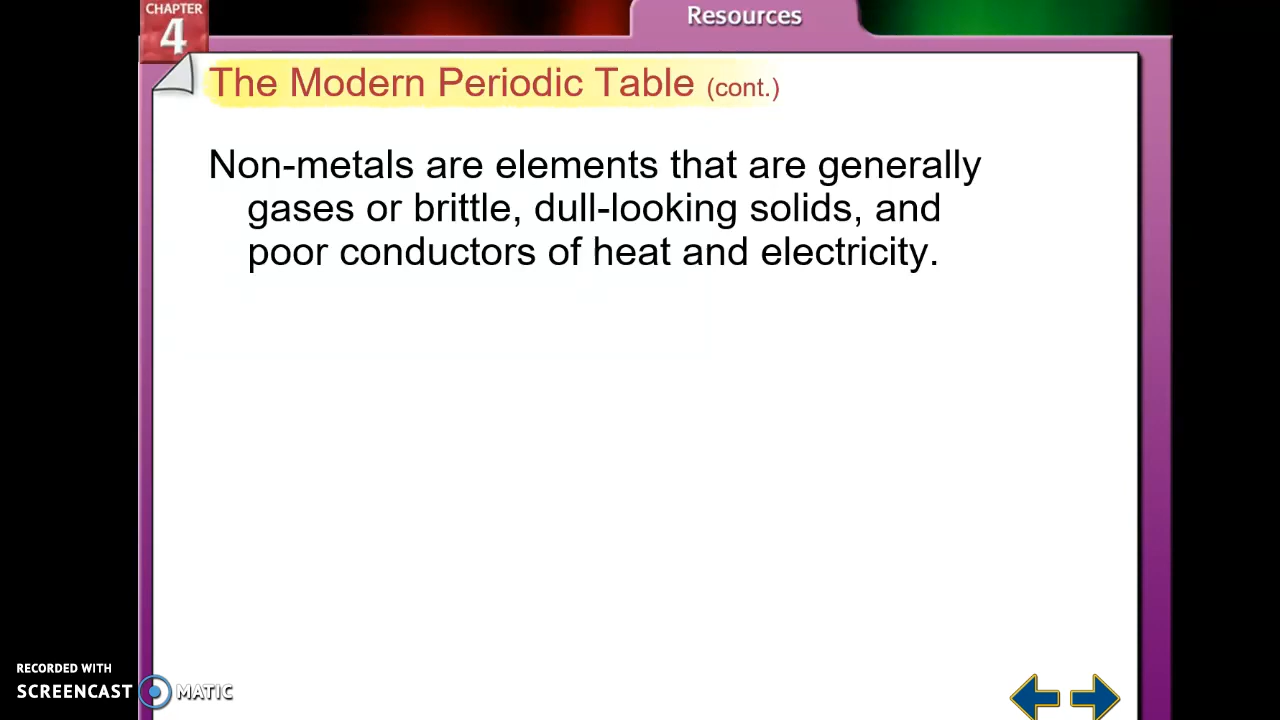 CHAPTER
4
Resources
The Modern Periodic Table (cont.)
Non-metals are elements that are generally
gases or brittle, dull-looking solids, and
poor conductors of heat and electricity.
RECORDED WITH
SCREENCAST MATIC